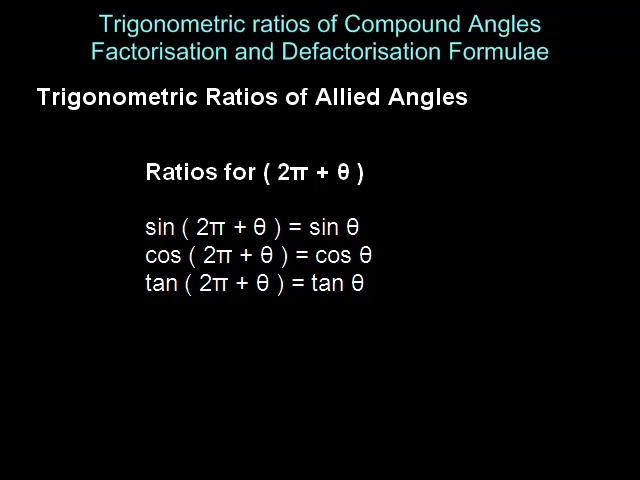 Trigonometric ratios of Compound Angles
Factorisation and Defactorisation Formulae
Trigonometric Ratios of Allied Angles
Ratios for ( 2π + θ )
sin ( 2π + θ ) = sin θ
cos ( 2π + θ ) = cos θ
tan ( 2π + θ ) = tan θ